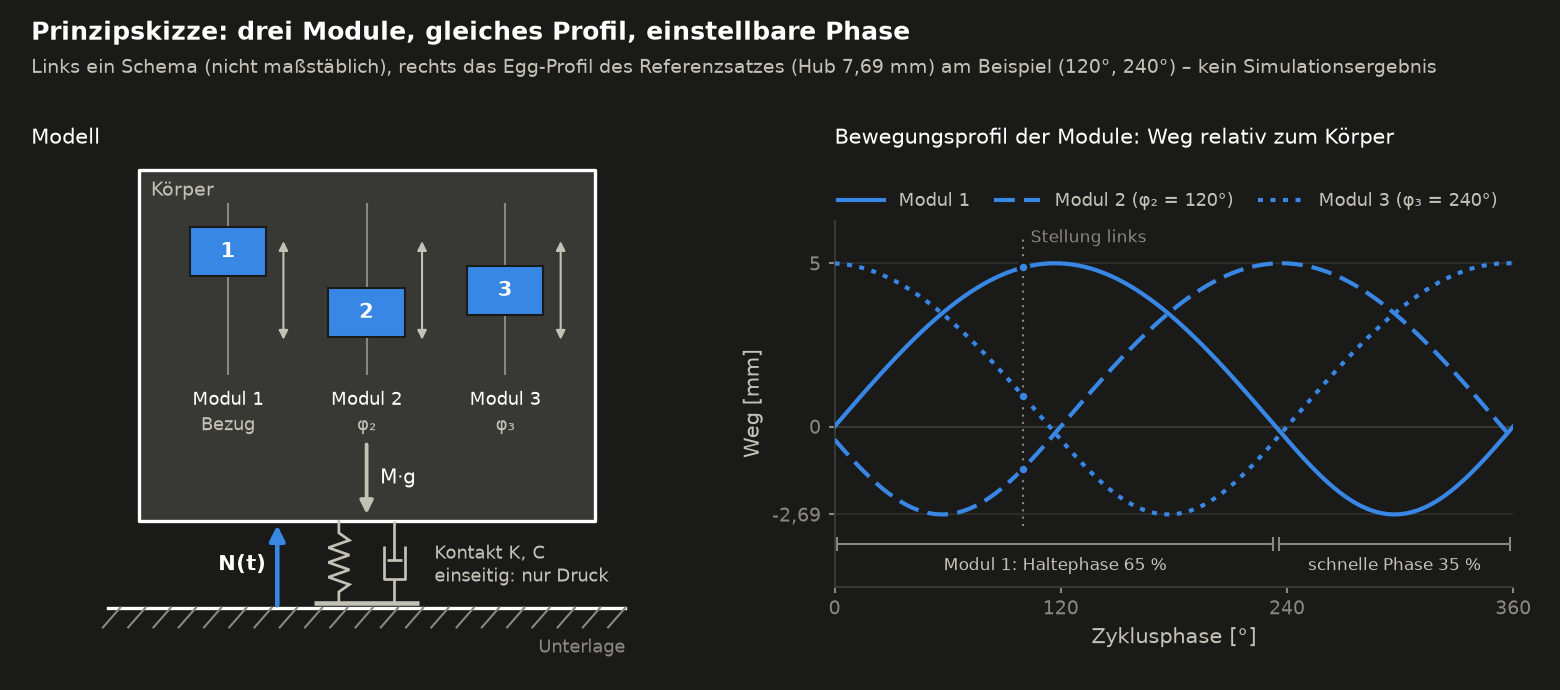 Prinzipskizze: drei Module, gleiches Profil, einstellbare Phase
Links ein Schema (nicht maßstäblich), rechts das Egg-Profil des Referenzsatzes (Hub 7,69 mm) am Beispiel (120°, 240°) – kein Simulationsergebnis
Modell
Körper
1
2
3
Modul 1
Modul 2
Modul 3
Bezug
φ₂
φ₃
M·g
N(t)
Kontakt K, C
einseitig: nur Druck
Unterlage
Bewegungsprofil der Module: Weg relativ zum Körper
Modul 1
Modul 2 (φ₂ = 120°)
Modul 3 (φ₃ = 240°)
Stellung links
5
0
-2,69
Weg [mm]
Modul 1: Haltephase 65 %
schnelle Phase 35 %
0
120
240
360
Zyklusphase [°]